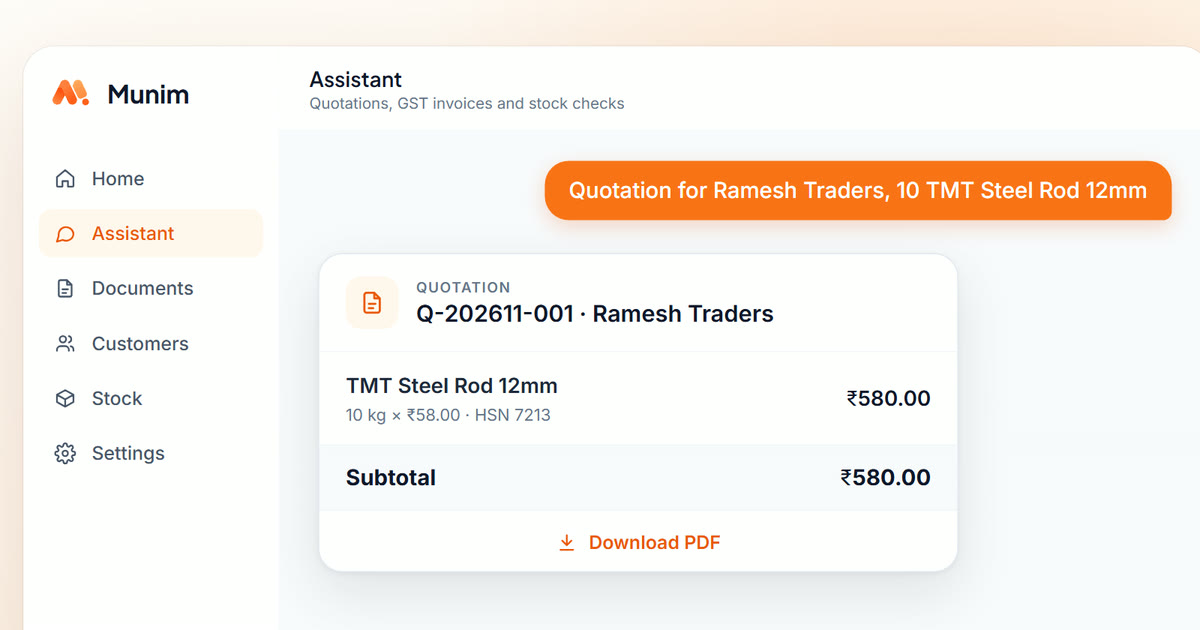 Munim
Home
Assistant
Documents
Customers
Stock
Settings
Assistant
Quotations, GST invoices and stock checks
Quotation for Ramesh Traders, 10 TMT Steel Rod 12mm
QUOTATION
Q-202611-001 · Ramesh Traders
TMT Steel Rod 12mm
₹580.00
10 kg × ₹58.00 · HSN 7213
Subtotal ₹580.00
Download PDF